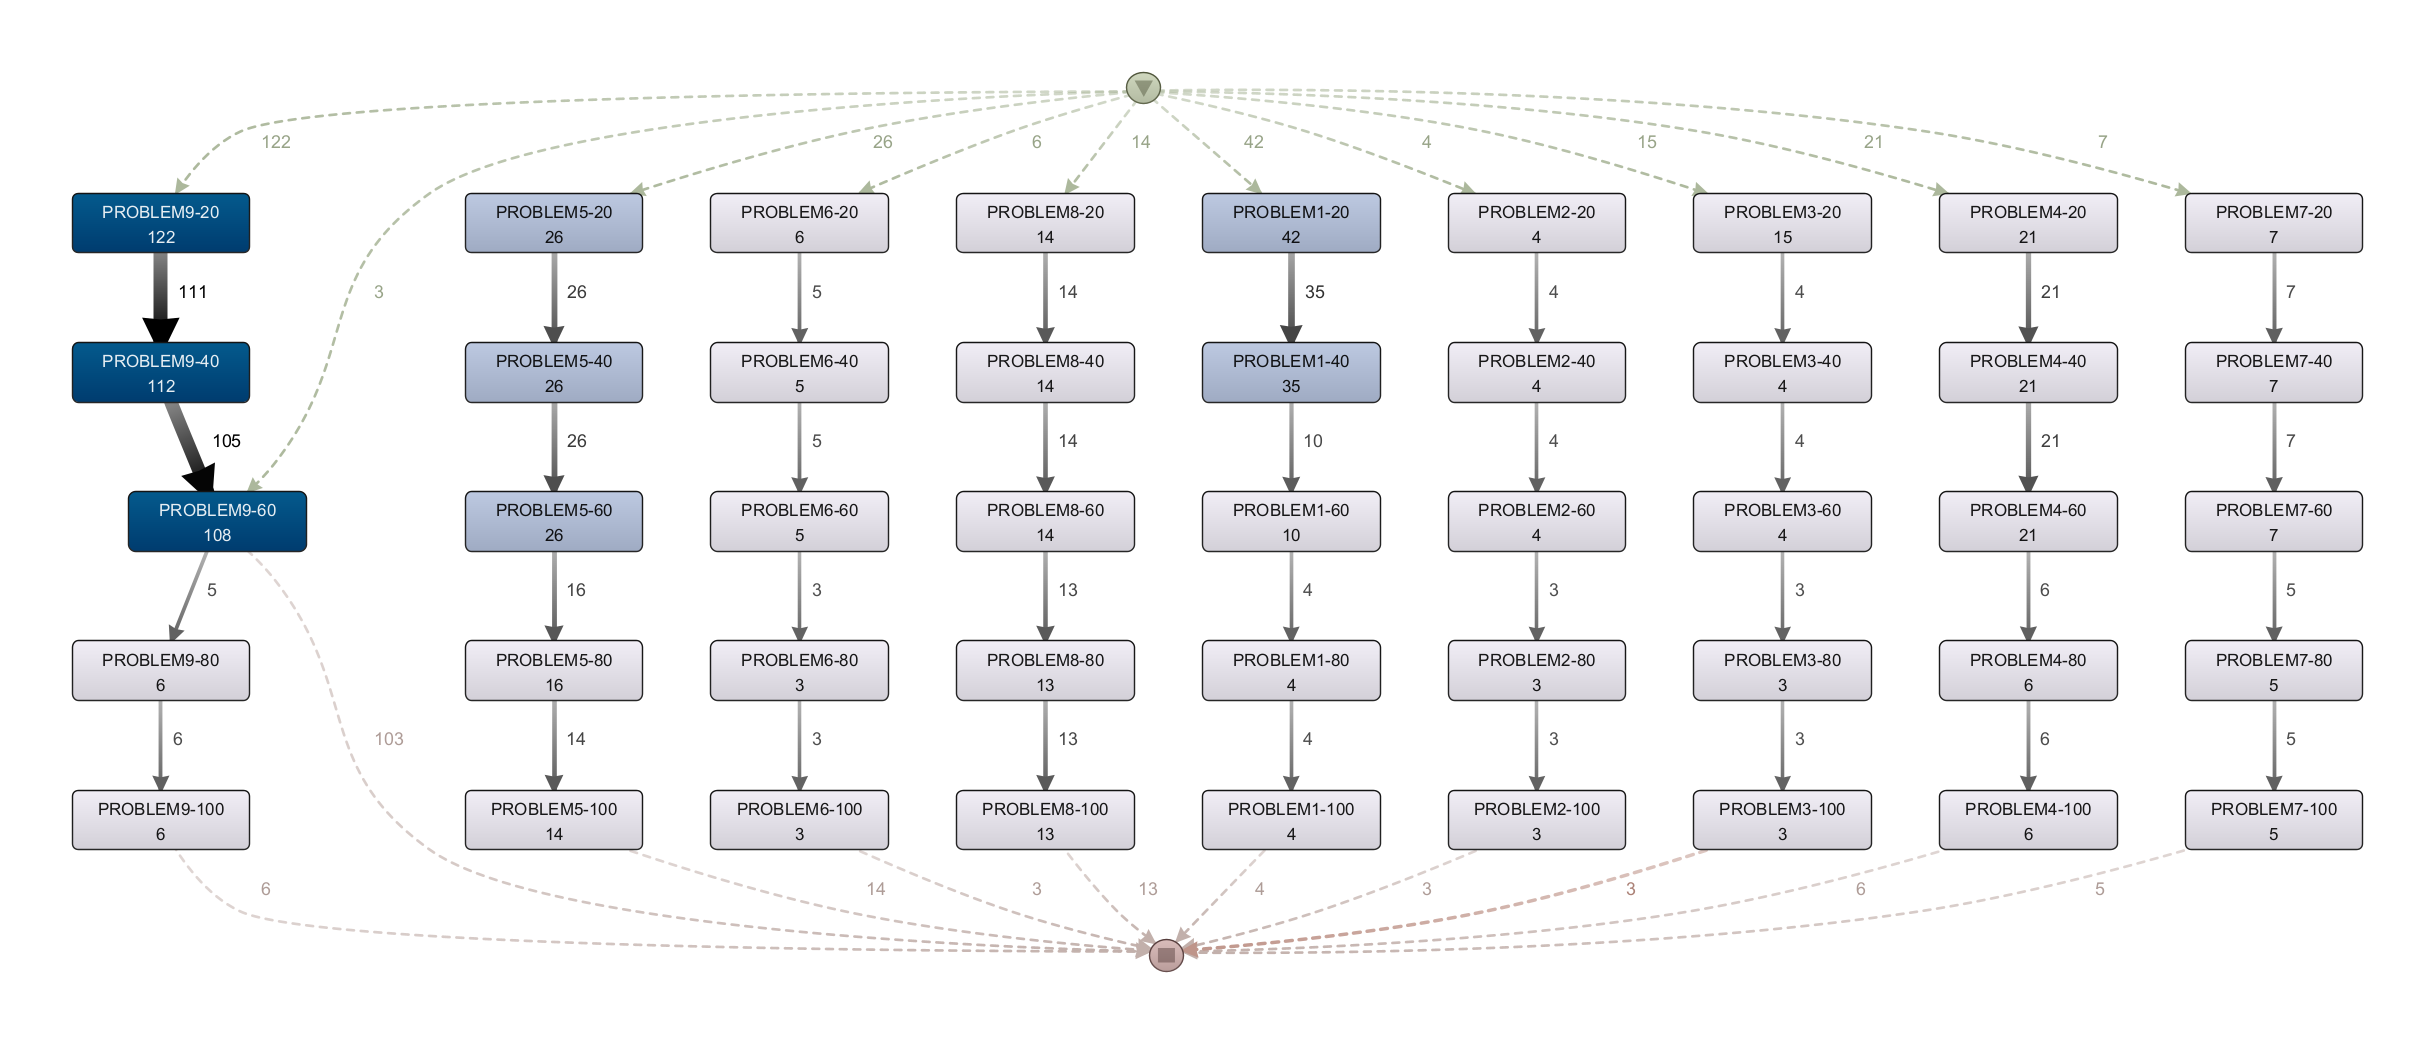 122
26
6
14
42
4
15
21
7
PROBLEM9-20
122
PROBLEM5-20
26
PROBLEM6-20
6
PROBLEM8-20
14
PROBLEM1-20
42
PROBLEM2-20
4
PROBLEM3-20
15
PROBLEM4-20
21
PROBLEM7-20
7
111
3
26
5
14
35
4
4
21
7
PROBLEM9-40
112
PROBLEM5-40
26
PROBLEM6-40
5
PROBLEM8-40
14
PROBLEM1-40
35
PROBLEM2-40
4
PROBLEM3-40
4
PROBLEM4-40
21
PROBLEM7-40
7
105
26
5
14
10
4
4
21
7
PROBLEM9-60
108
PROBLEM5-60
26
PROBLEM6-60
5
PROBLEM8-60
14
PROBLEM1-60
10
PROBLEM2-60
4
PROBLEM3-60
4
PROBLEM4-60
21
PROBLEM7-60
7
5
16
3
13
4
3
3
6
5
PROBLEM9-80
6
PROBLEM5-80
16
PROBLEM6-80
3
PROBLEM8-80
13
PROBLEM1-80
4
PROBLEM2-80
3
PROBLEM3-80
3
PROBLEM4-80
6
PROBLEM7-80
5
6
103
14
3
13
4
3
3
6
5
PROBLEM9-100
6
PROBLEM5-100
14
PROBLEM6-100
3
PROBLEM8-100
13
PROBLEM1-100
4
PROBLEM2-100
3
PROBLEM3-100
3
PROBLEM4-100
6
PROBLEM7-100
5
6
14
3
13
4
3
3
6
5